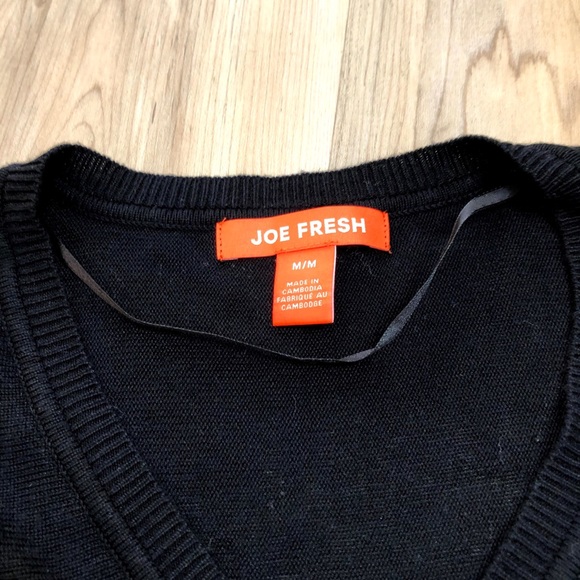 JOE FRESH
M/M
MADE IN
CAMBODIA
FABRIQUÉ AU
CAMBODGE